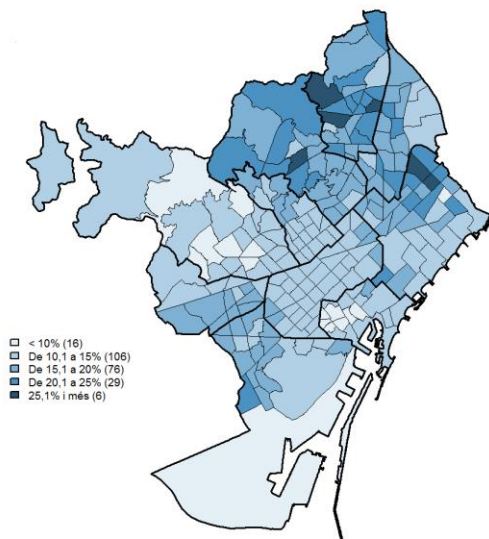 < 10% (16)
De 10,1 a 15% (106)
De 15,1 a 20% (76)
De 20,1 a 25% (29)
25,1% i més (6)